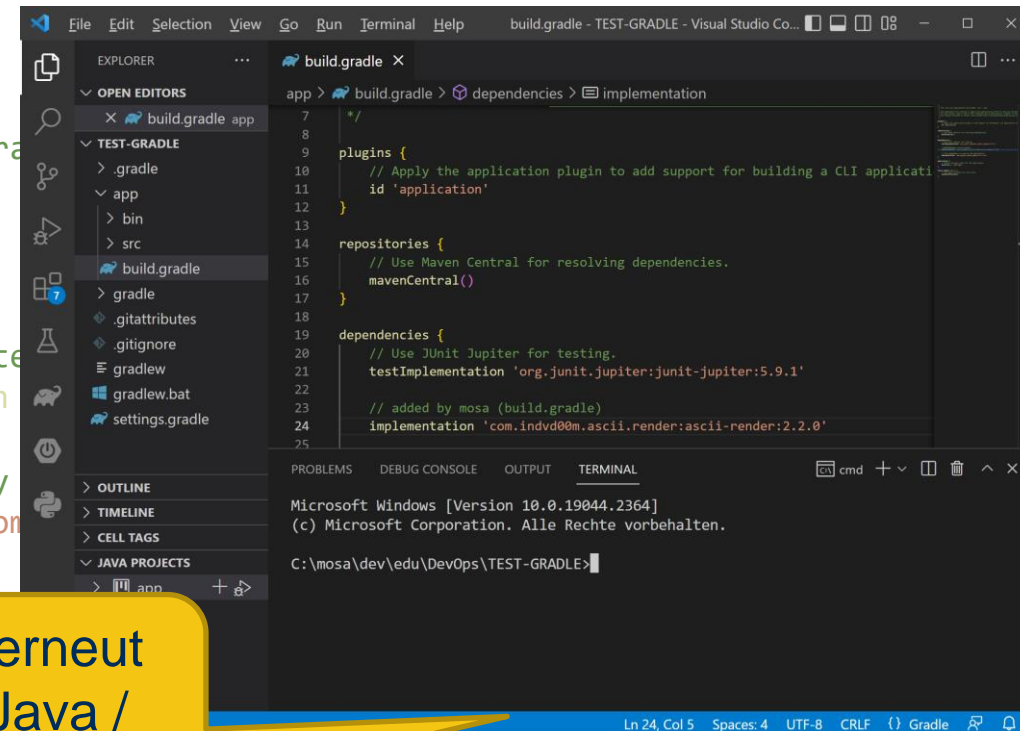 File Edit Selection View Go Run Terminal Help build.gradle - TEST-GRADLE - Visual Studio Co...
EXPLORER ...
OPEN EDITORS
build.gradle app
TEST-GRADLE
.gradle
app
bin
src
build.gradle
gradle
.gitattributes
.gitignore
gradlew
gradlew.bat
settings.gradle
OUTLINE
TIMELINE
CELL TAGS
JAVA PROJECTS
app
7
build.gradle
app > build.gradle > dependencies > implementation
7 */
8
9 plugins {
10 // Apply the application plugin to add support for building a CLI applicati
11 id 'application'
12 }
13
14 repositories {
15 // Use Maven Central for resolving dependencies.
16 mavenCentral()
17 }
18
19 dependencies {
20 // Use JUnit Jupiter for testing.
21 testImplementation 'org.junit.jupiter:junit-jupiter:5.9.1'
22
23 // added by mosa (build.gradle)
24 implementation 'com.indvd00m.ascii.render:ascii-render:2.2.0'
25
PROBLEMS DEBUG CONSOLE OUTPUT TERMINAL cmd
Microsoft Windows [Version 10.0.19044.2364]
(c) Microsoft Corporation. Alle Rechte vorbehalten.
C:\mosa\dev\edu\DevOps\TEST-GRADLE>
Ln 24, Col 5 Spaces: 4 UTF-8 CRLF {} Gradle
erneut
Java /